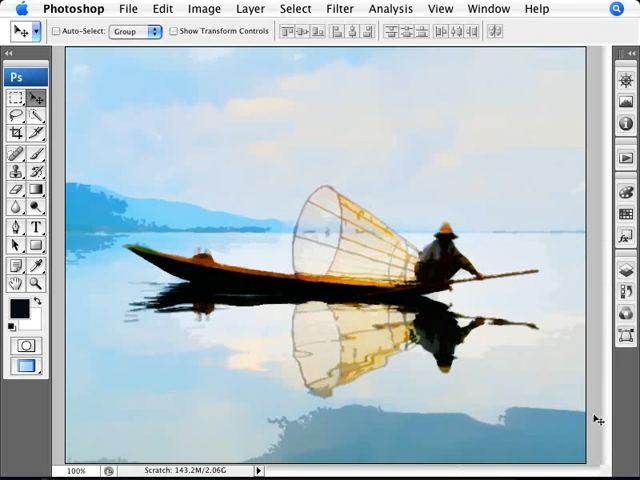 Photoshop File Edit Image Layer Select Filter Analysis View Window Help
Auto-Select: Group Show Transform Controls
Ps
T
100% Scratch: 143.2M/2.06G